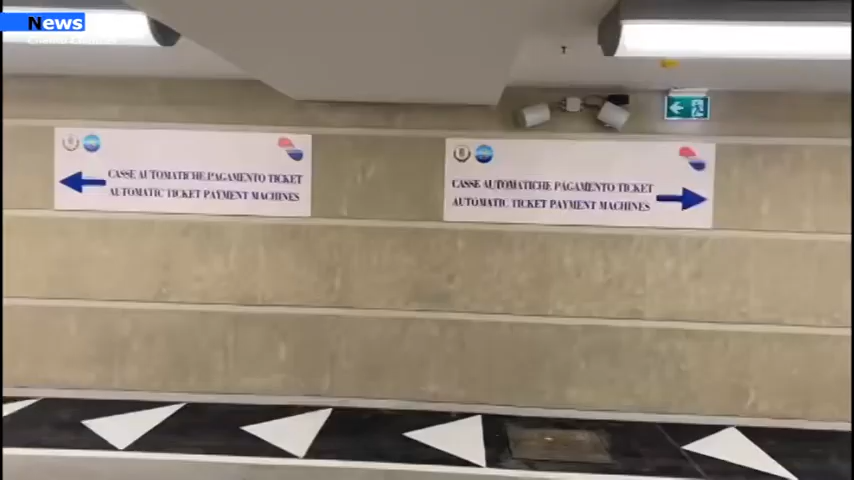 News
CASSE AUTOMATICHE PAGAMENTO TICKET
AUTOMATIC TICKET PAYMENT MACHINES
CASSE AUTOMATICHE PAGAMENTO TICKET
AUTOMATIC TICKET PAYMENT MACHINES